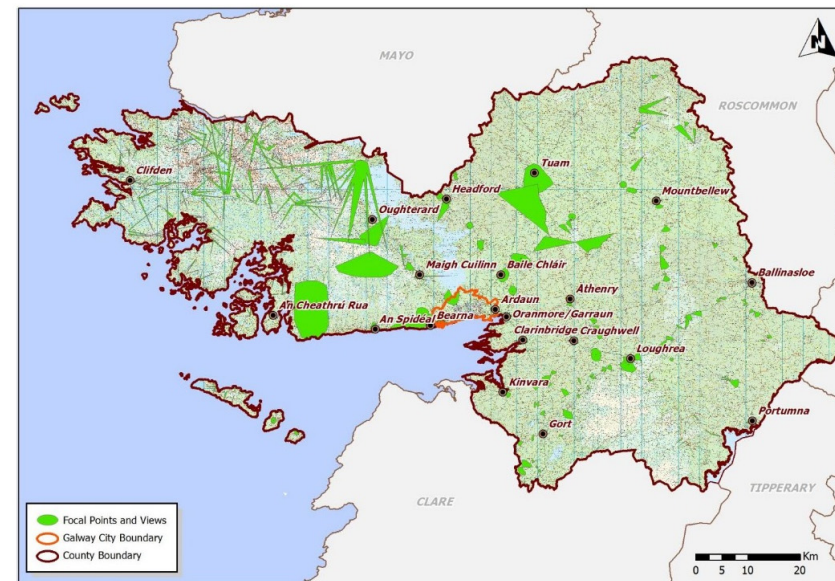 MAYO
N
ROSCOMMON
Clifden
Tuam
Headford
Mountbellew
Oughterard
Maigh Cuilinn
Baile Chláir
Ballinasloe
An Cheathrú Rua
Ardaun
Athenry
An Spidéal
Bearna
Oranmore/Garraun
Clarinbridge
Craughwell
Loughrea
Kinvara
Portumna
Gort
CLARE
TIPPERARY
Focal Points and Views
Galway City Boundary
County Boundary
Km
0 5 10 20